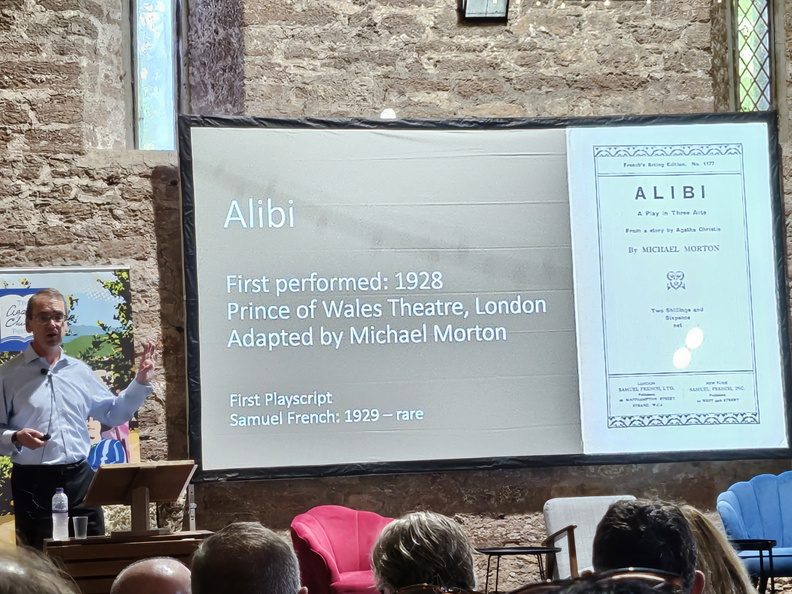 Alibi
First performed: 1928
Prince of Wales Theatre, London
Adapted by Michael Morton
First Playscript
Samuel French: 1929 – rare
French's Acting Edition, No. 1177
ALIBI
A Play in Three Acts
From a story by Agatha Christie
By MICHAEL MORTON
Two Shillings and
Sixpence
net
LONDON
SAMUEL FRENCH, LTD.
STRAND, W.C.
NEW YORK
SAMUEL FRENCH, INC.